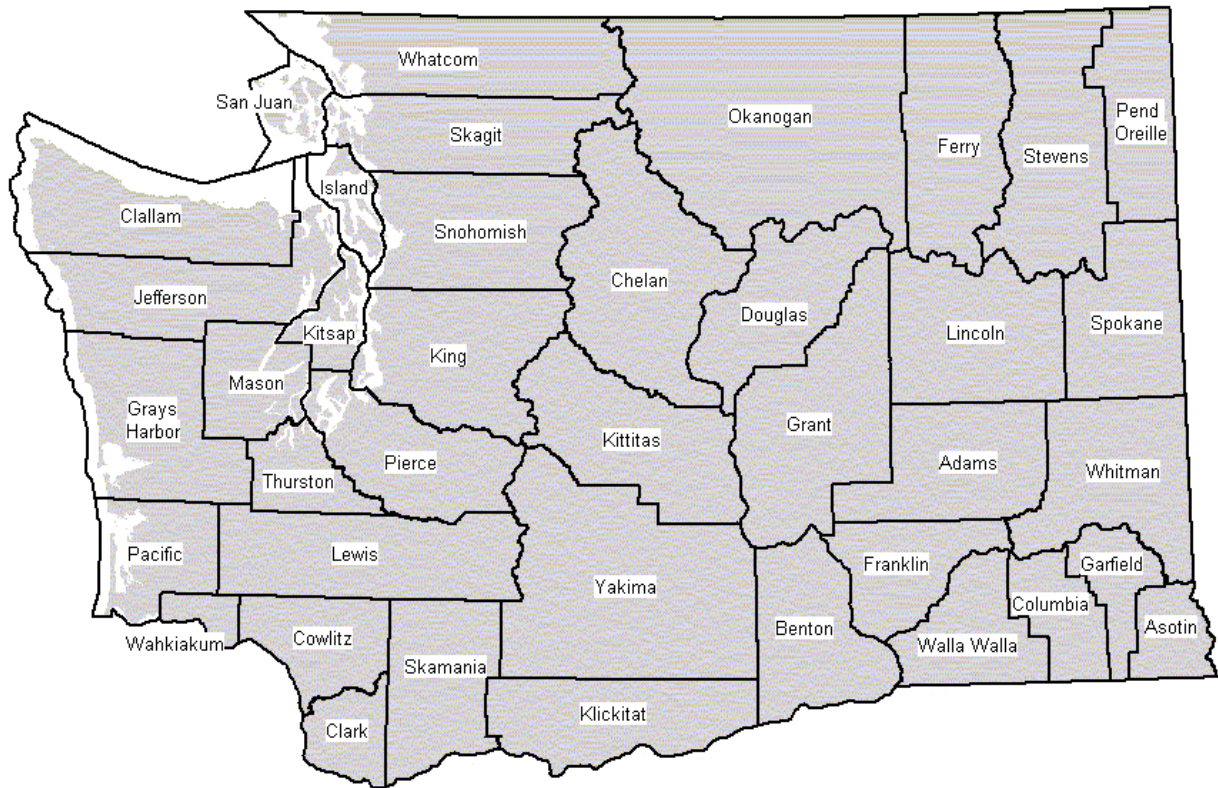 Whatcom
San Juan
Skagit
Okanogan
Ferry
Stevens
Pend
Oreille
Island
Clallam
Snohomish
Chelan
Jefferson
Kitsap
Douglas
Lincoln
Spokane
King
Mason
Grays
Harbor
Kittitas
Grant
Pierce
Thurston
Adams
Whitman
Pacific
Lewis
Yakima
Franklin
Garfield
Columbia
Asotin
Wahkiakum
Cowlitz
Benton
Walla Walla
Skamania
Klickitat
Clark